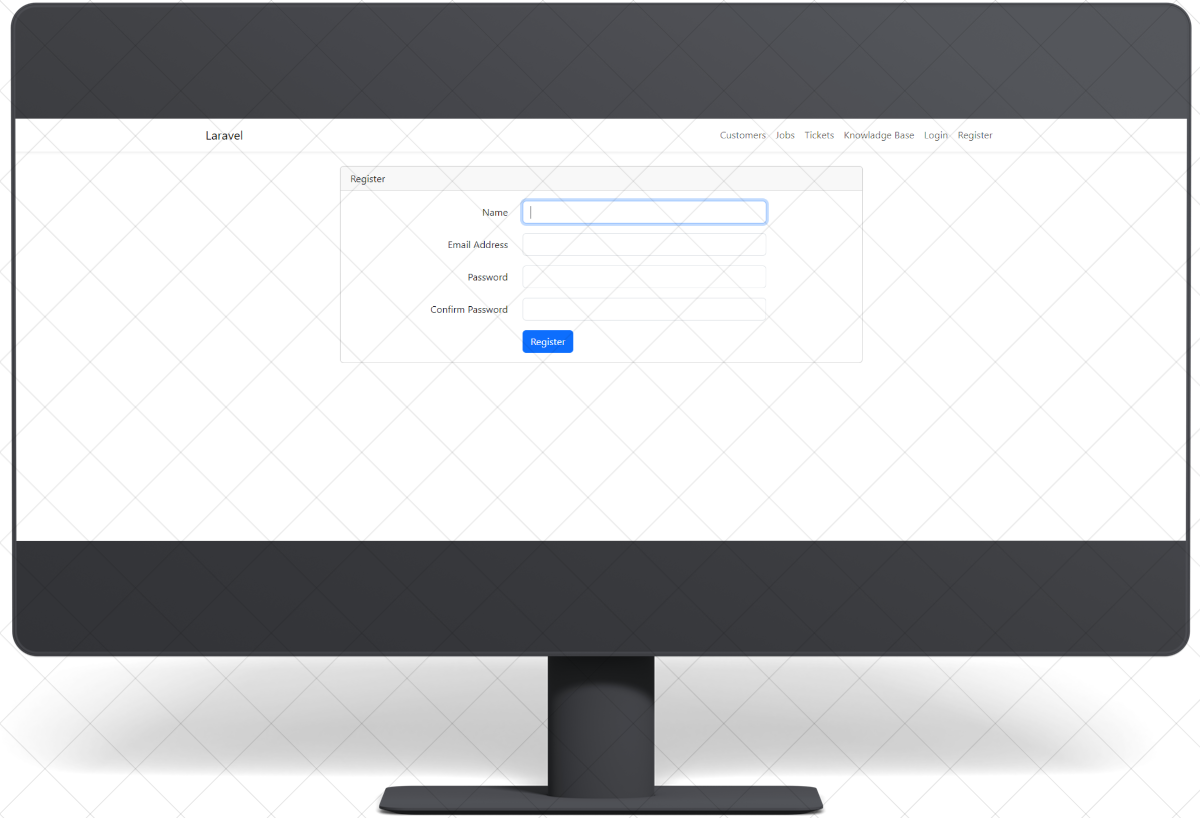 Laravel Customers Jobs Tickets Knowladge Base Login Register
Register
Name
Email Address
Password
Confirm Password
Register